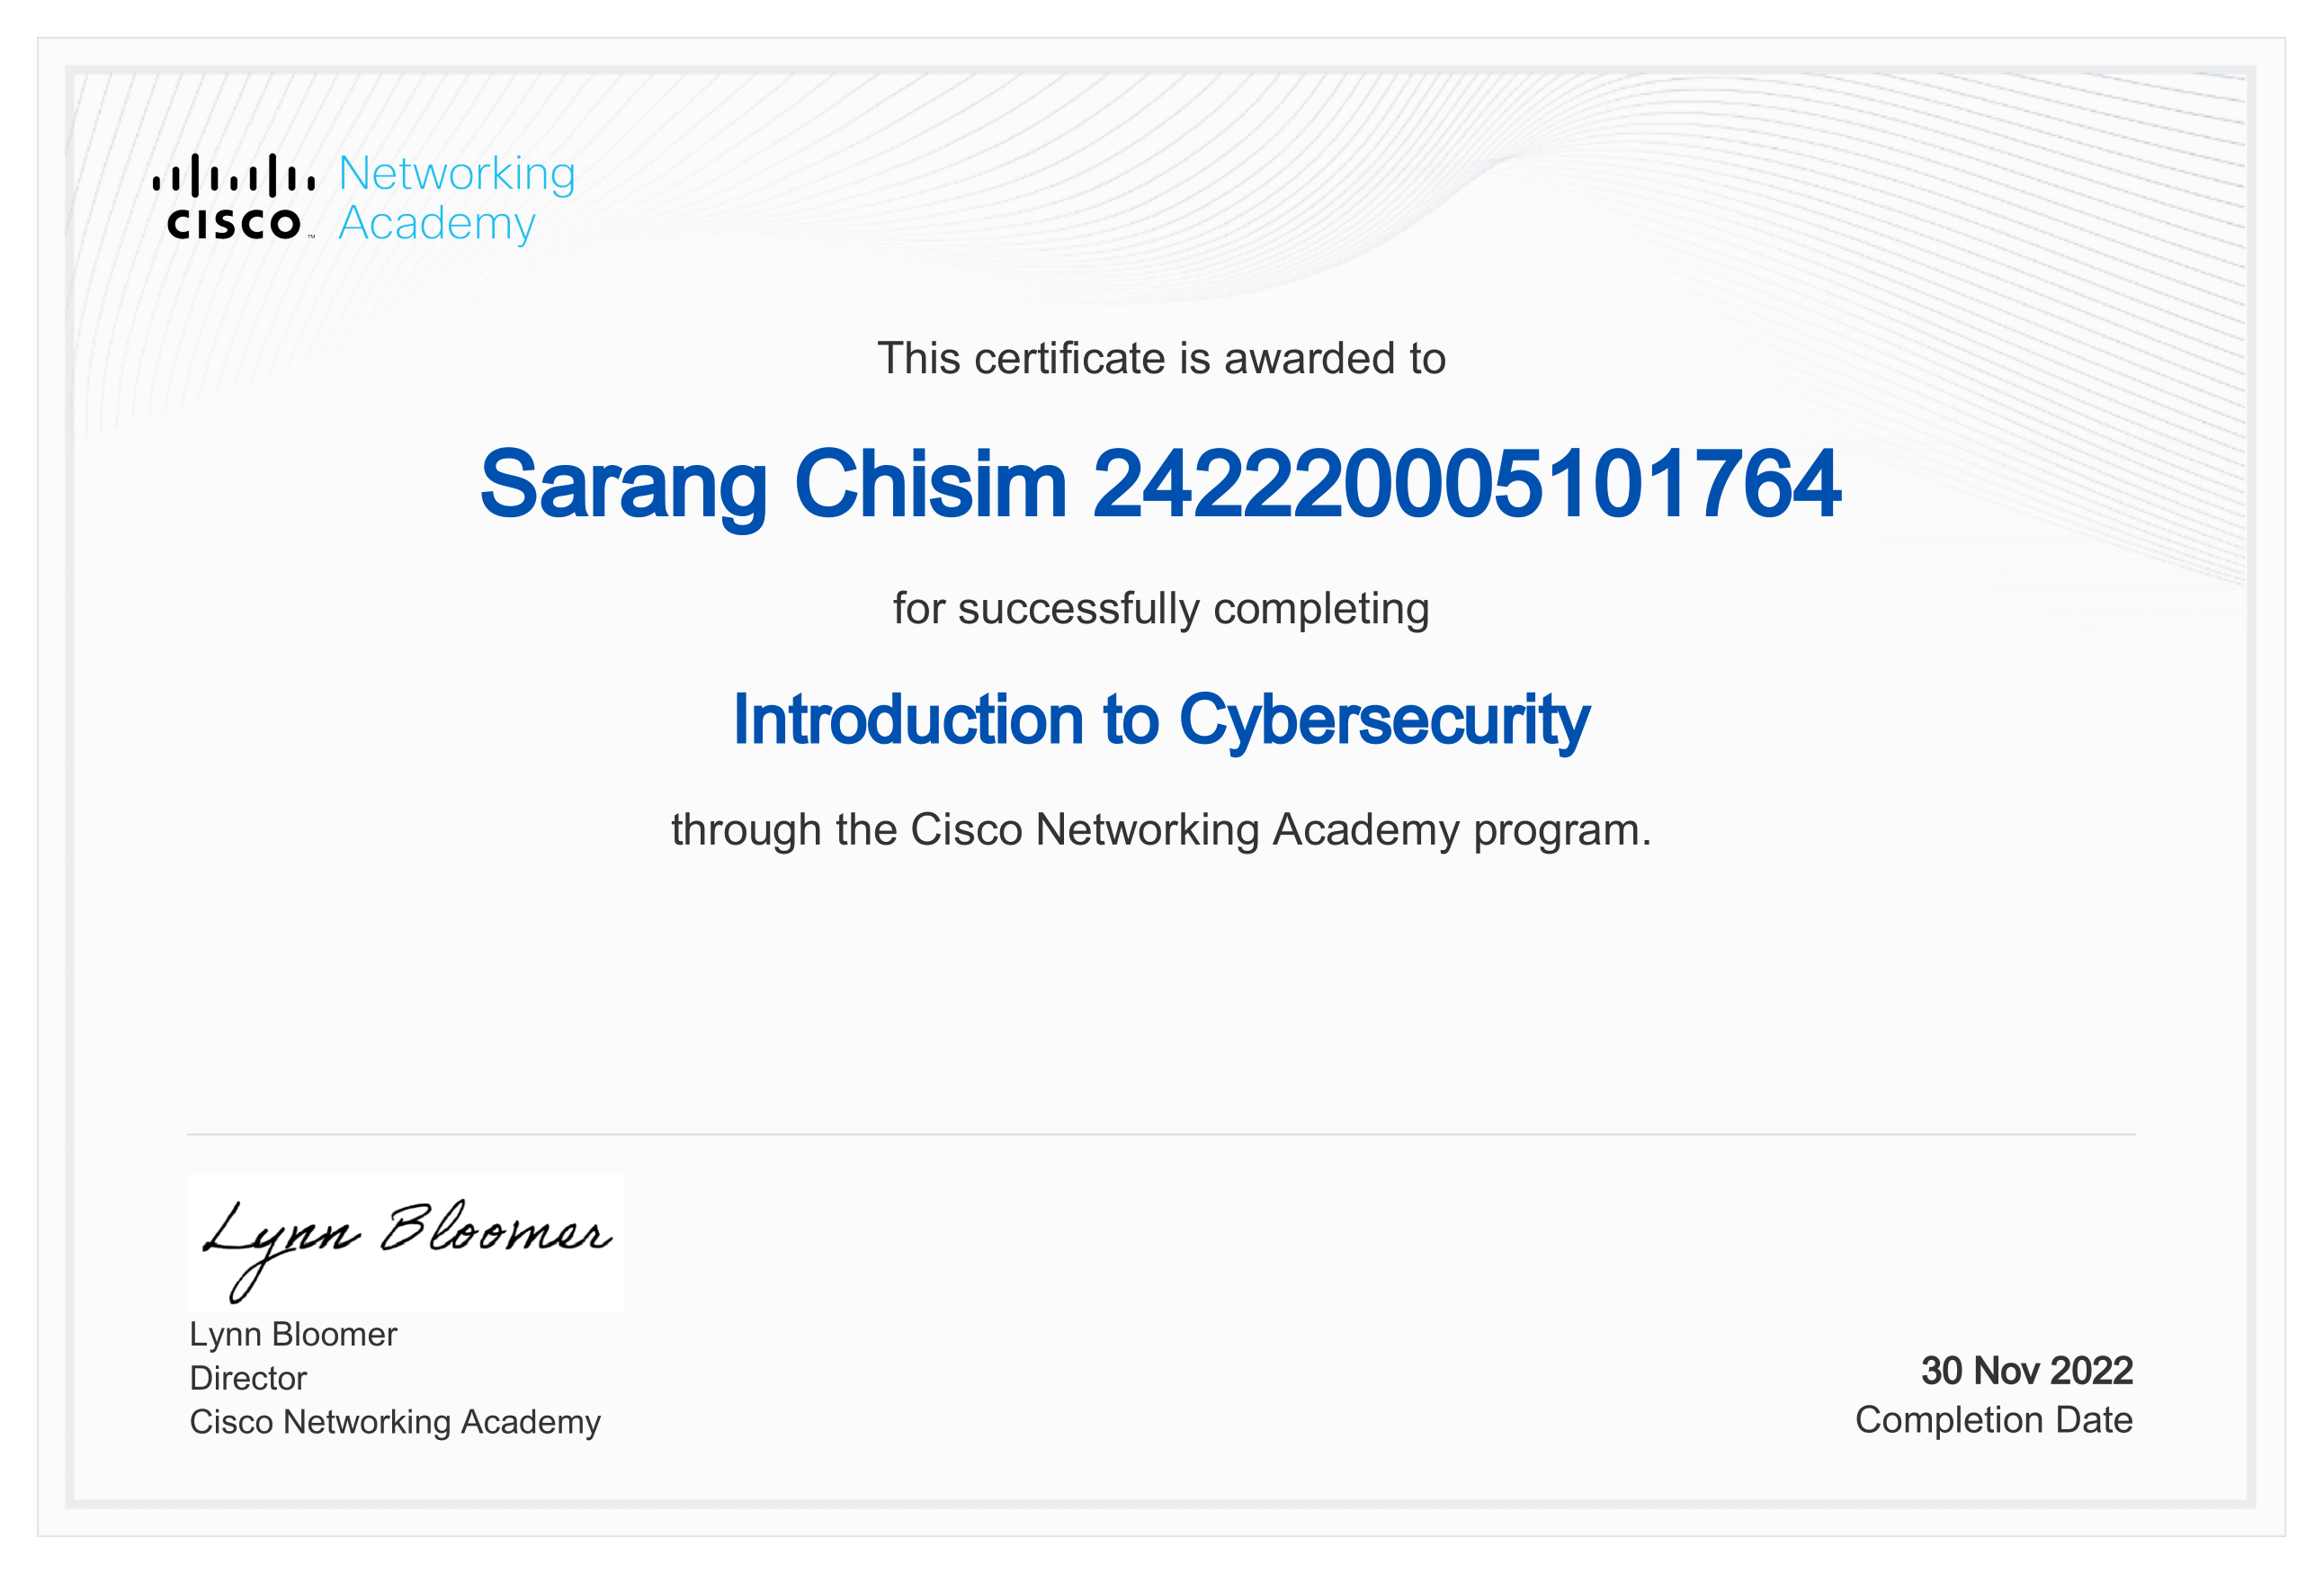 cisco™ Networking
Academy
This certificate is awarded to
Sarang Chisim 242220005101764
for successfully completing
Introduction to Cybersecurity
through the Cisco Networking Academy program.
Lynn Bloomer
Lynn Bloomer
Director
Cisco Networking Academy
30 Nov 2022
Completion Date